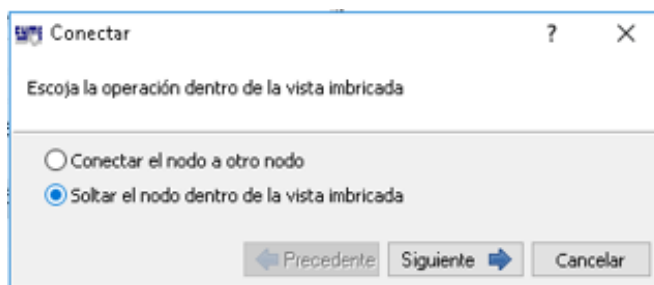 Conectar
Escoja la operación dentro de la vista imbricada
Conectar el nodo a otro nodo
Soltar el nodo dentro de la vista imbricada
Precedente Siguiente Cancelar